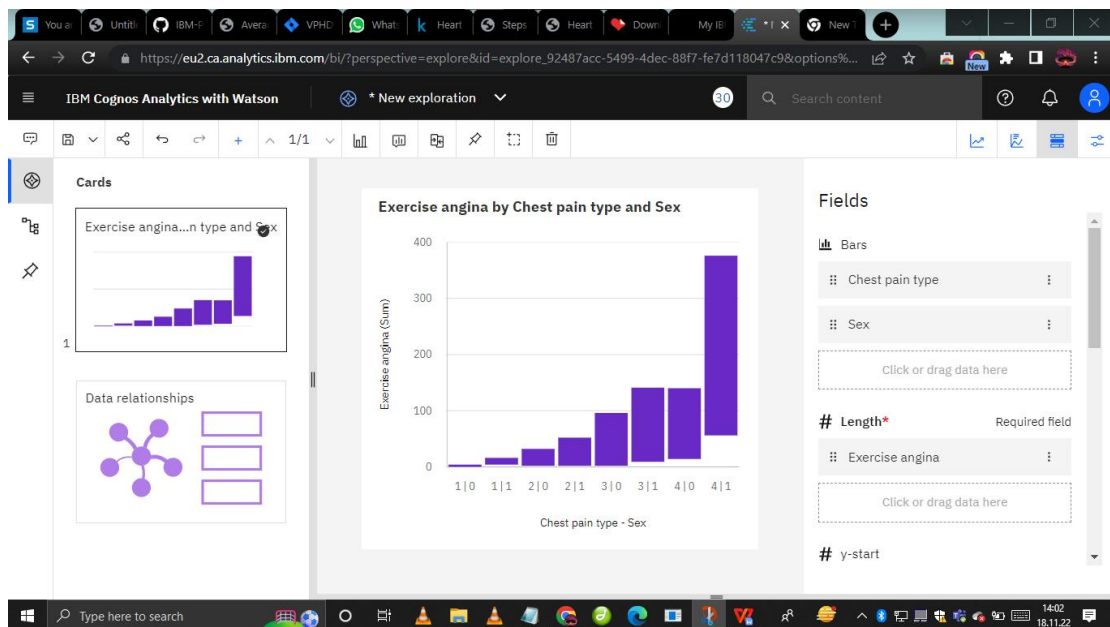 You a
Untitl
IBM-F
Avera
VPHD
What
Heart
Steps
Heart
Down
My IB
New T
https://eu2.ca.analytics.ibm.com/bi/?perspective=explore&id=explore_92487acc-5499-4dec-88f7-fe7d118047c9&options%...
New
IBM Cognos Analytics with Watson
* New exploration
30
Search content
1/1
Cards
Exercise angina...n type and Sex
1
Data relationships
Exercise angina by Chest pain type and Sex
400
300
200
100
0
Exercise angina (Sum)
1|0 1|1 2|0 2|1 3|0 3|1 4|0 4|1
Chest pain type - Sex
Fields
Bars
Chest pain type
Sex
Click or drag data here
# Length* Required field
Exercise angina
Click or drag data here
# y-start
Type here to search
14:02
18.11.22